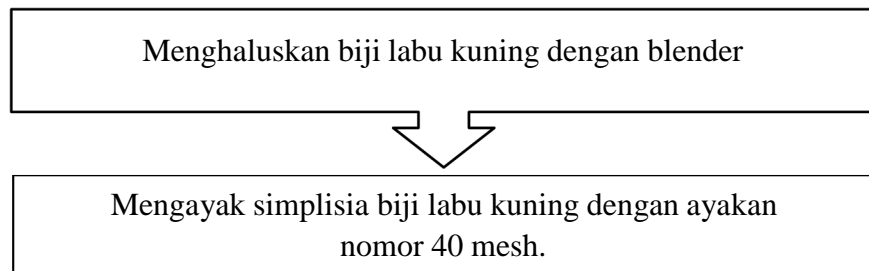 Menghaluskan biji labu kuning dengan blender
Mengayak simplisia biji labu kuning dengan ayakan
nomor 40 mesh.